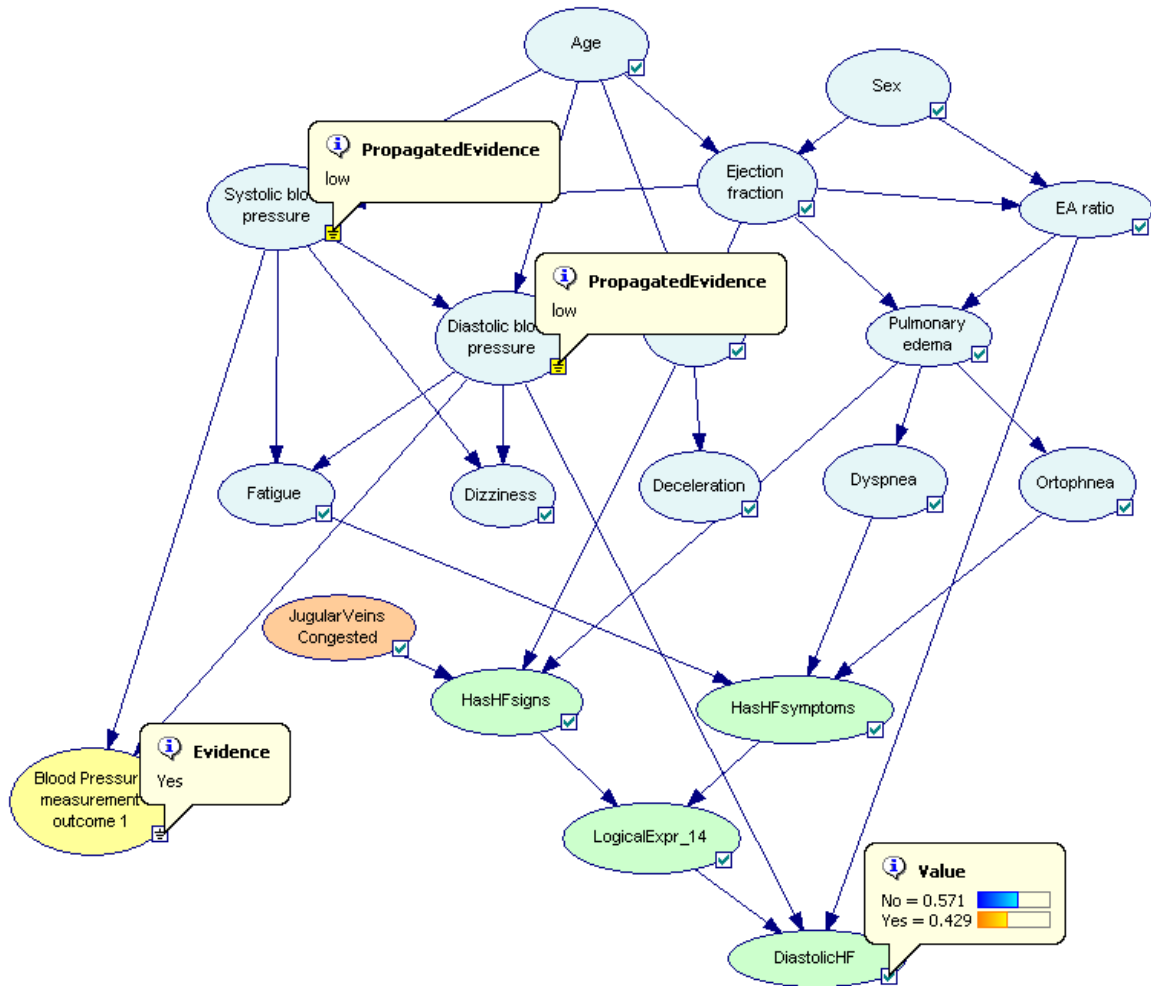 Age
Sex
PropagatedEvidence
low
Systolic bloo
pressure
Ejection
fraction
EA ratio
PropagatedEvidence
low
Diastolic bloo
pressure
Pulmonary
edema
Fatigue
Dizziness
Deceleration
Dyspnea
Ortophnea
JugularVeins
Congested
HasHFsigns
HasHFsymptoms
Evidence
Yes
Blood Pressur
measurement
outcome 1
LogicalExpr_14
Value
No = 0.571
Yes = 0.429
DiastolicHF